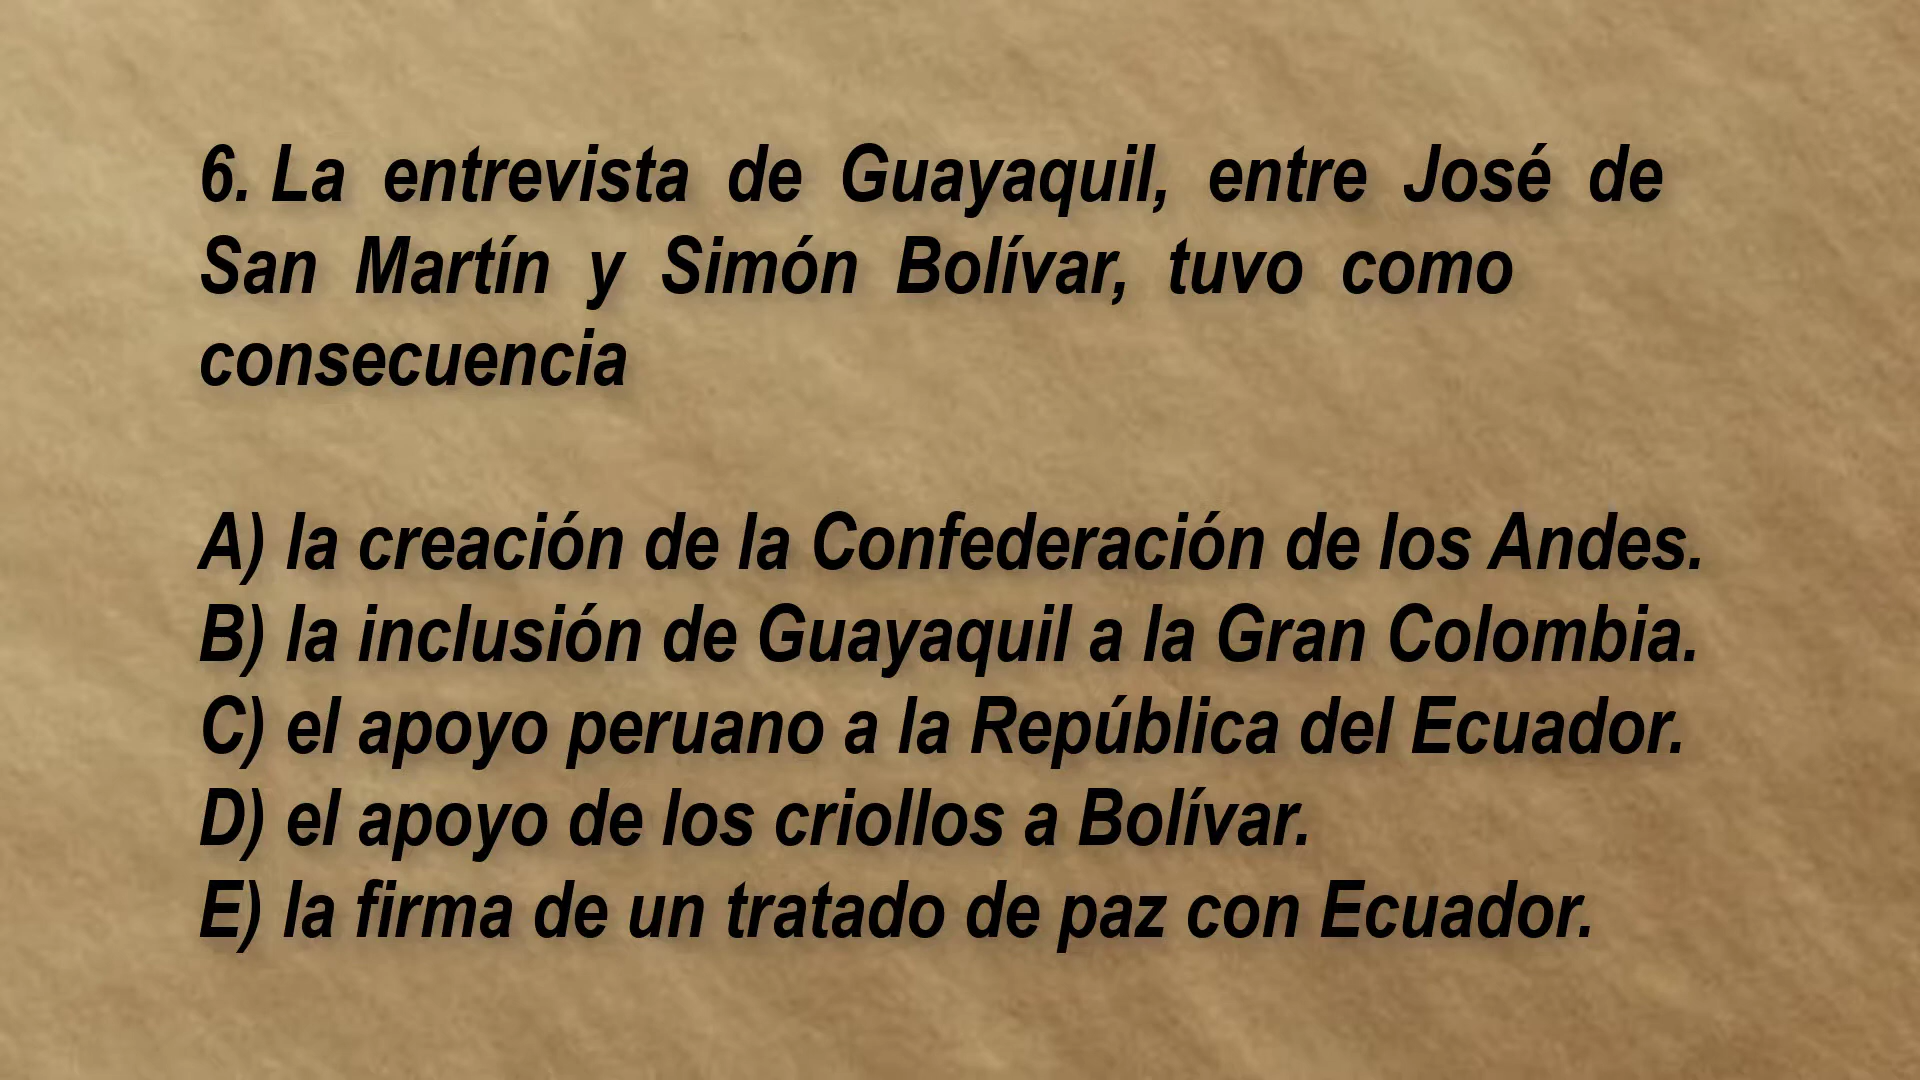 6. La entrevista de Guayaquil, entre José de
San Martín y Simón Bolívar, tuvo como
consecuencia
A) la creación de la Confederación de los Andes.
B) la inclusión de Guayaquil a la Gran Colombia.
C) el apoyo peruano a la República del Ecuador.
D) el apoyo de los criollos a Bolívar.
E) la firma de un tratado de paz con Ecuador.